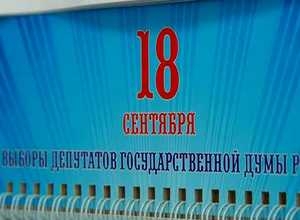 18
СЕНТЯБРЯ
ВЫБОРЫ ДЕПУТАТОВ ГОСУДАРСТВЕННОЙ ДУМЫ Р